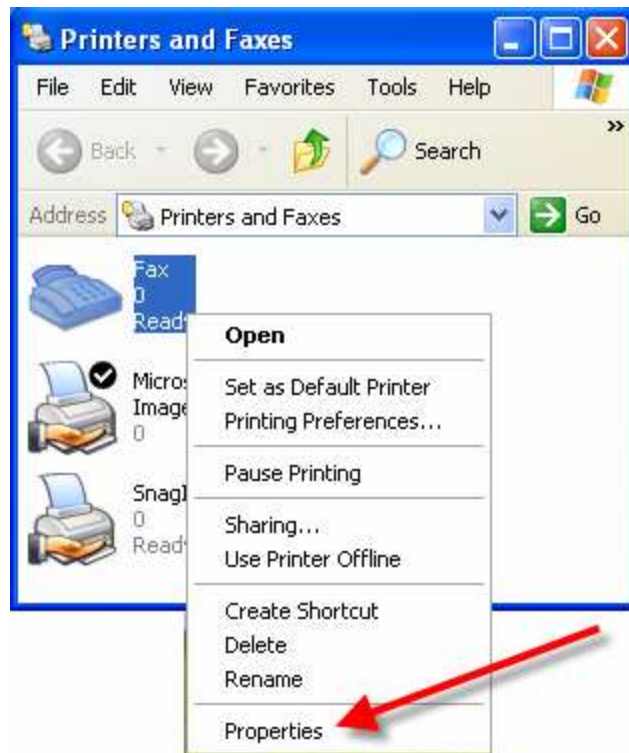 Printers and Faxes
File Edit View Favorites Tools Help
Back Search »
Address Printers and Faxes Go
Fax
0
Ready
Open
Set as Default Printer
Printing Preferences...
Pause Printing
Sharing...
Use Printer Offline
Create Shortcut
Delete
Rename
Properties
Image
0
0